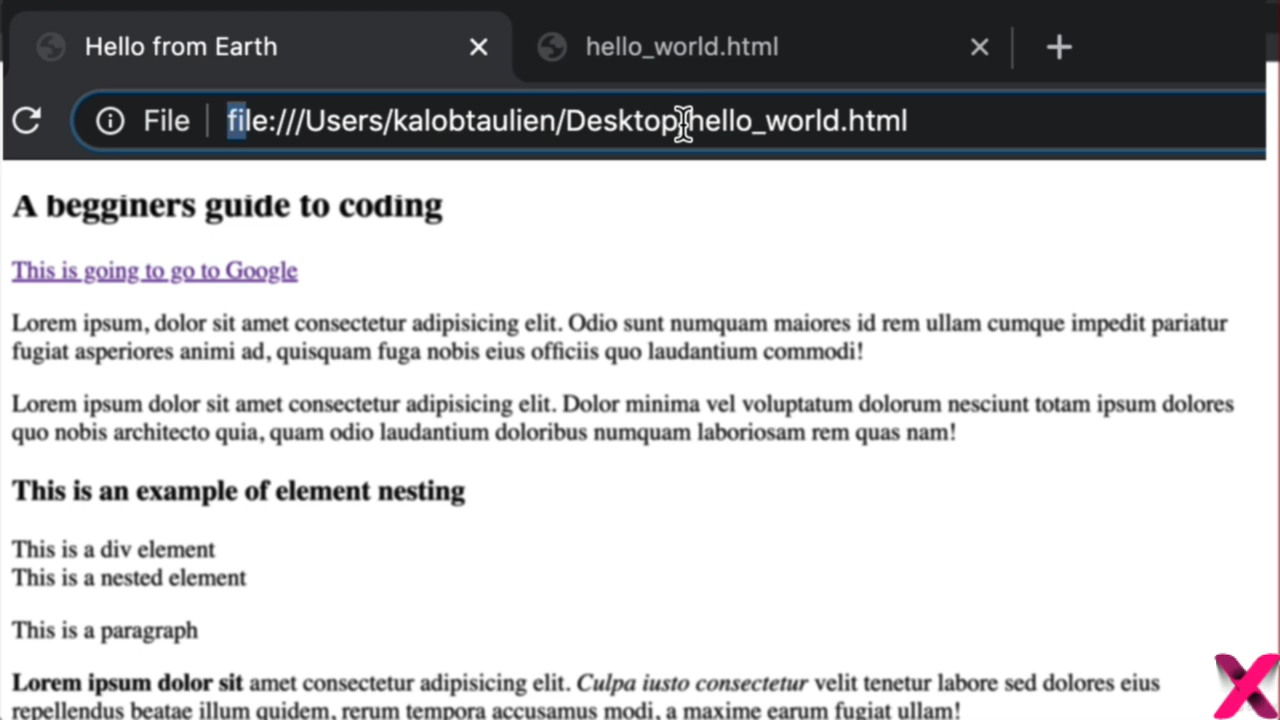 Hello from Earth
hello_world.html
File
file:///Users/kalobtaulien/Desktop/hello_world.html
A begginers guide to coding
This is going to go to Google
Lorem ipsum, dolor sit amet consectetur adipisicing elit. Odio sunt numquam maiores id rem ullam cumque impedit pariatur
fugiat asperiores animi ad, quisquam fuga nobis eius officiis quo laudantium commodi!
Lorem ipsum dolor sit amet consectetur adipisicing elit. Dolor minima vel voluptatum dolorum nesciunt totam ipsum dolores
quo nobis architecto quia, quam odio laudantium doloribus numquam laboriosam rem quas nam!
This is an example of element nesting
This is a div element
This is a nested element
This is a paragraph
Lorem ipsum dolor sit amet consectetur adipisicing elit. Culpa iusto consectetur velit tenetur labore sed dolores eius
repellendus beatae illum quidem, rerum tempora accusamus modi, a maxime earum fugiat ullam!